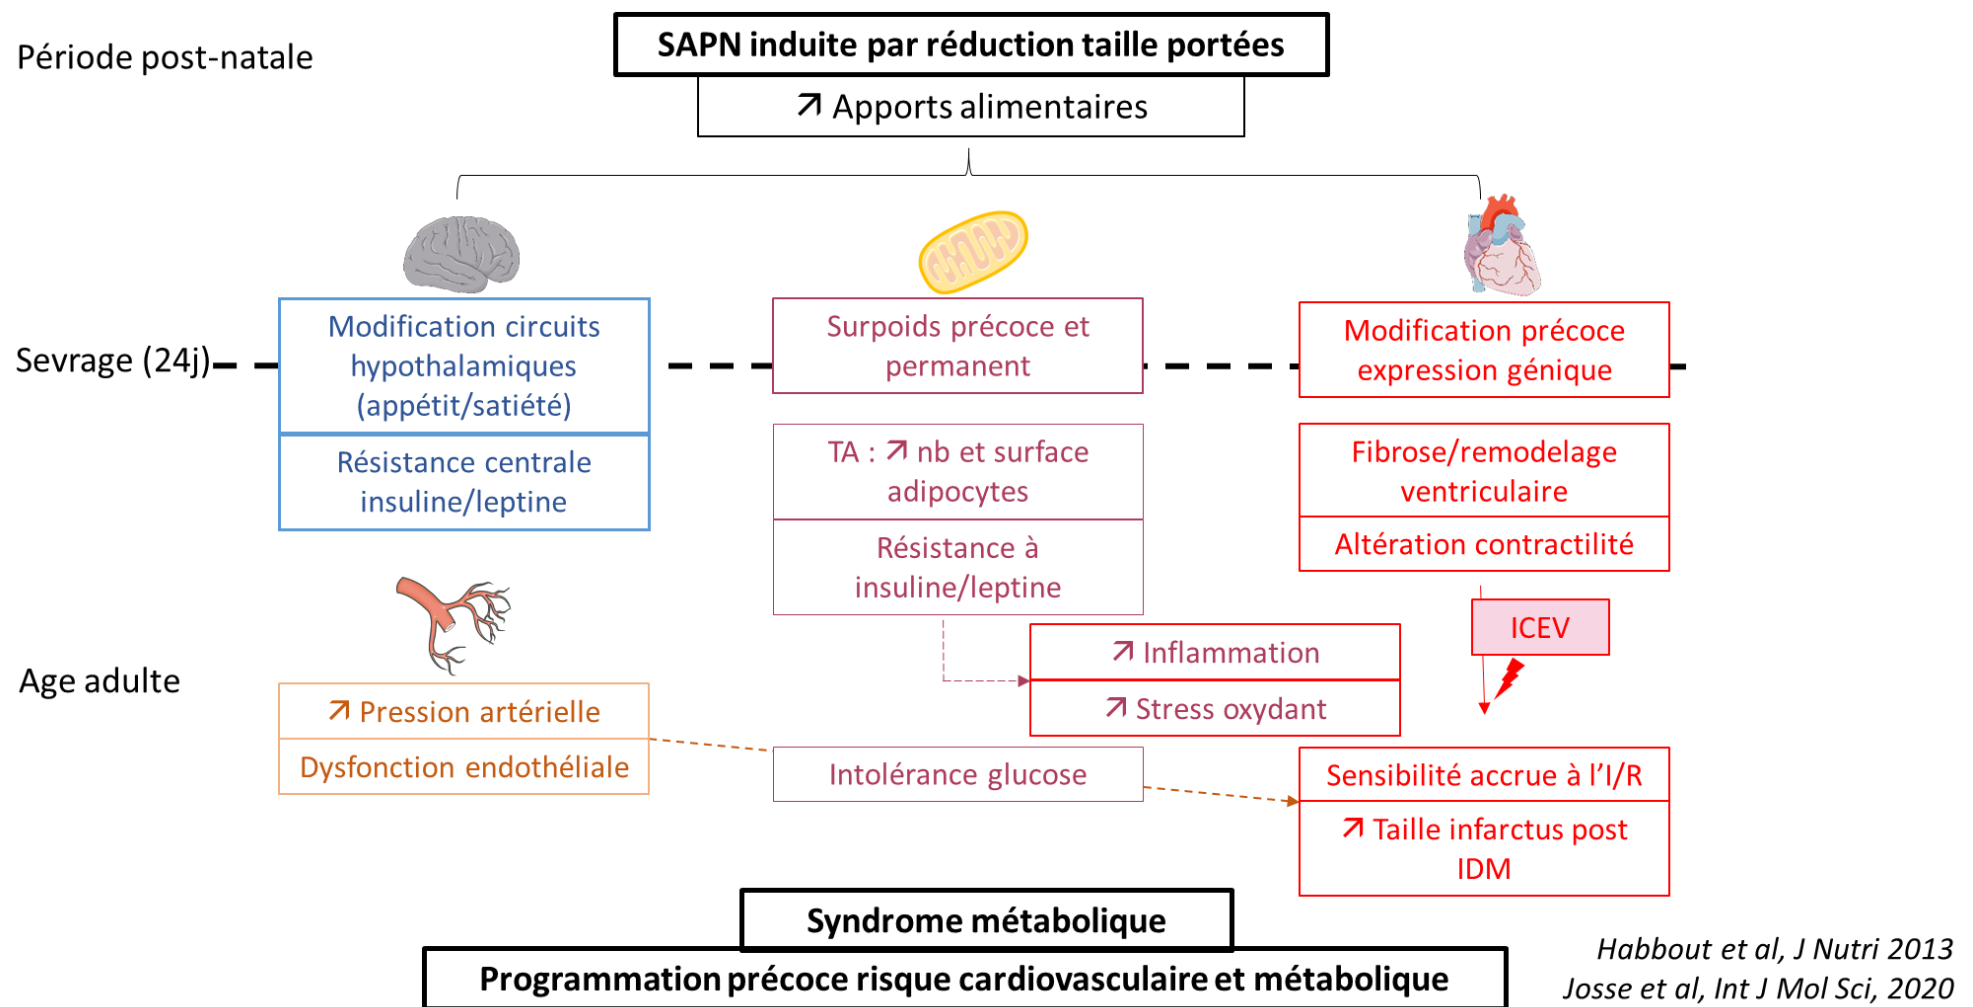 Période post-natale
SAPN induite par réduction taille portées
↗ Apports alimentaires
Sevrage (24j)
Modification circuits
hypothalamiques
(appétit/satiété)
Résistance centrale
insuline/leptine
Surpoids précoce et
permanent
TA : ↗ nb et surface
adipocytes
Résistance à
insuline/leptine
Modification précoce
expression génique
Fibrose/remodelage
ventriculaire
Altération contractilité
ICEV
Age adulte
↗ Inflammation
↗ Stress oxydant
↗ Pression artérielle
Dysfonction endothéliale
Intolérance glucose
Sensibilité accrue à l'I/R
↗ Taille infarctus post
IDM
Syndrome métabolique
Programmation précoce risque cardiovasculaire et métabolique
Habbout et al, J Nutri 2013
Josse et al, Int J Mol Sci, 2020